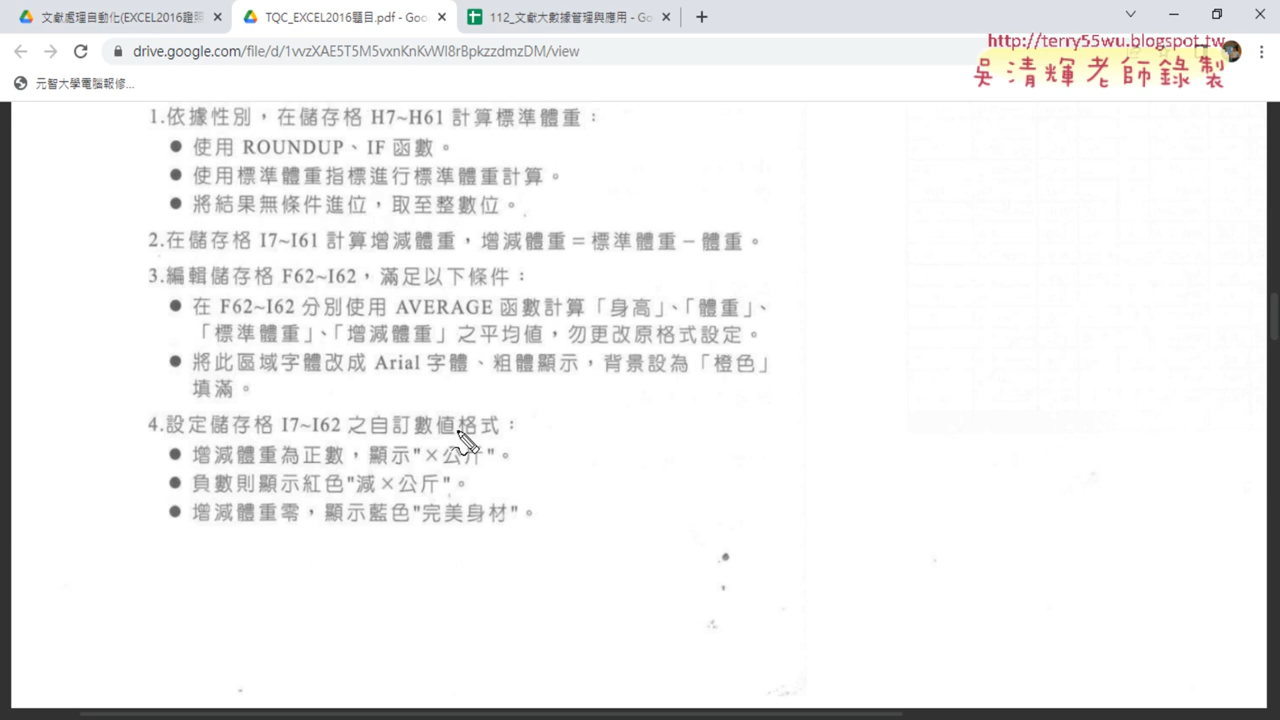 文獻處理自動化(EXCEL2016證照
TQC_EXCEL2016題目.pdf - Goo
112_文獻大數據管理與應用 - Go
drive.google.com/file/d/1vvzXAE5T5M5vxnKnKvWl8rBpkzzdmzDM/view
http://terry55wu.blogspot.tw
吳清輝老師錄製
元智大學電腦報修...
1.依據性別，在儲存格 H7~H61 計算標準體重：
● 使用 ROUNDUP、IF 函數。
● 使用標準體重指標進行標準體重計算。
● 將結果無條件進位，取至整數位。
2.在儲存格 I7~I61 計算增減體重，增減體重＝標準體重－體重。
3.編輯儲存格 F62~I62，滿足以下條件：
● 在 F62~I62 分別使用 AVERAGE 函數計算「身高」、「體重」、
「標準體重」、「增減體重」之平均值，勿更改原格式設定。
● 將此區域字體改成 Arial 字體、粗體顯示，背景設為「橙色」
填滿。
4.設定儲存格 I7~I62 之自訂數值格式：
● 增減體重為正數，顯示"×公斤"。
● 負數則顯示紅色"減×公斤"。
● 增減體重零，顯示藍色"完美身材"。